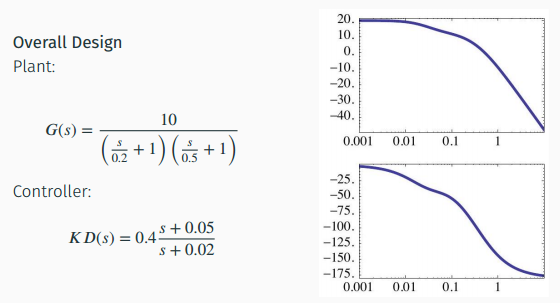 Overall Design
Plant:
G(s) = 10 / ((s/0.2 + 1)(s/0.5 + 1))
Controller:
K D(s) = 0.4 (s + 0.05)/(s + 0.02)
20.
10.
0.
−10.
−20.
−30.
−40.
0.001 0.01 0.1 1
−25.
−50.
−75.
−100.
−125.
−150.
−175.
0.001 0.01 0.1 1